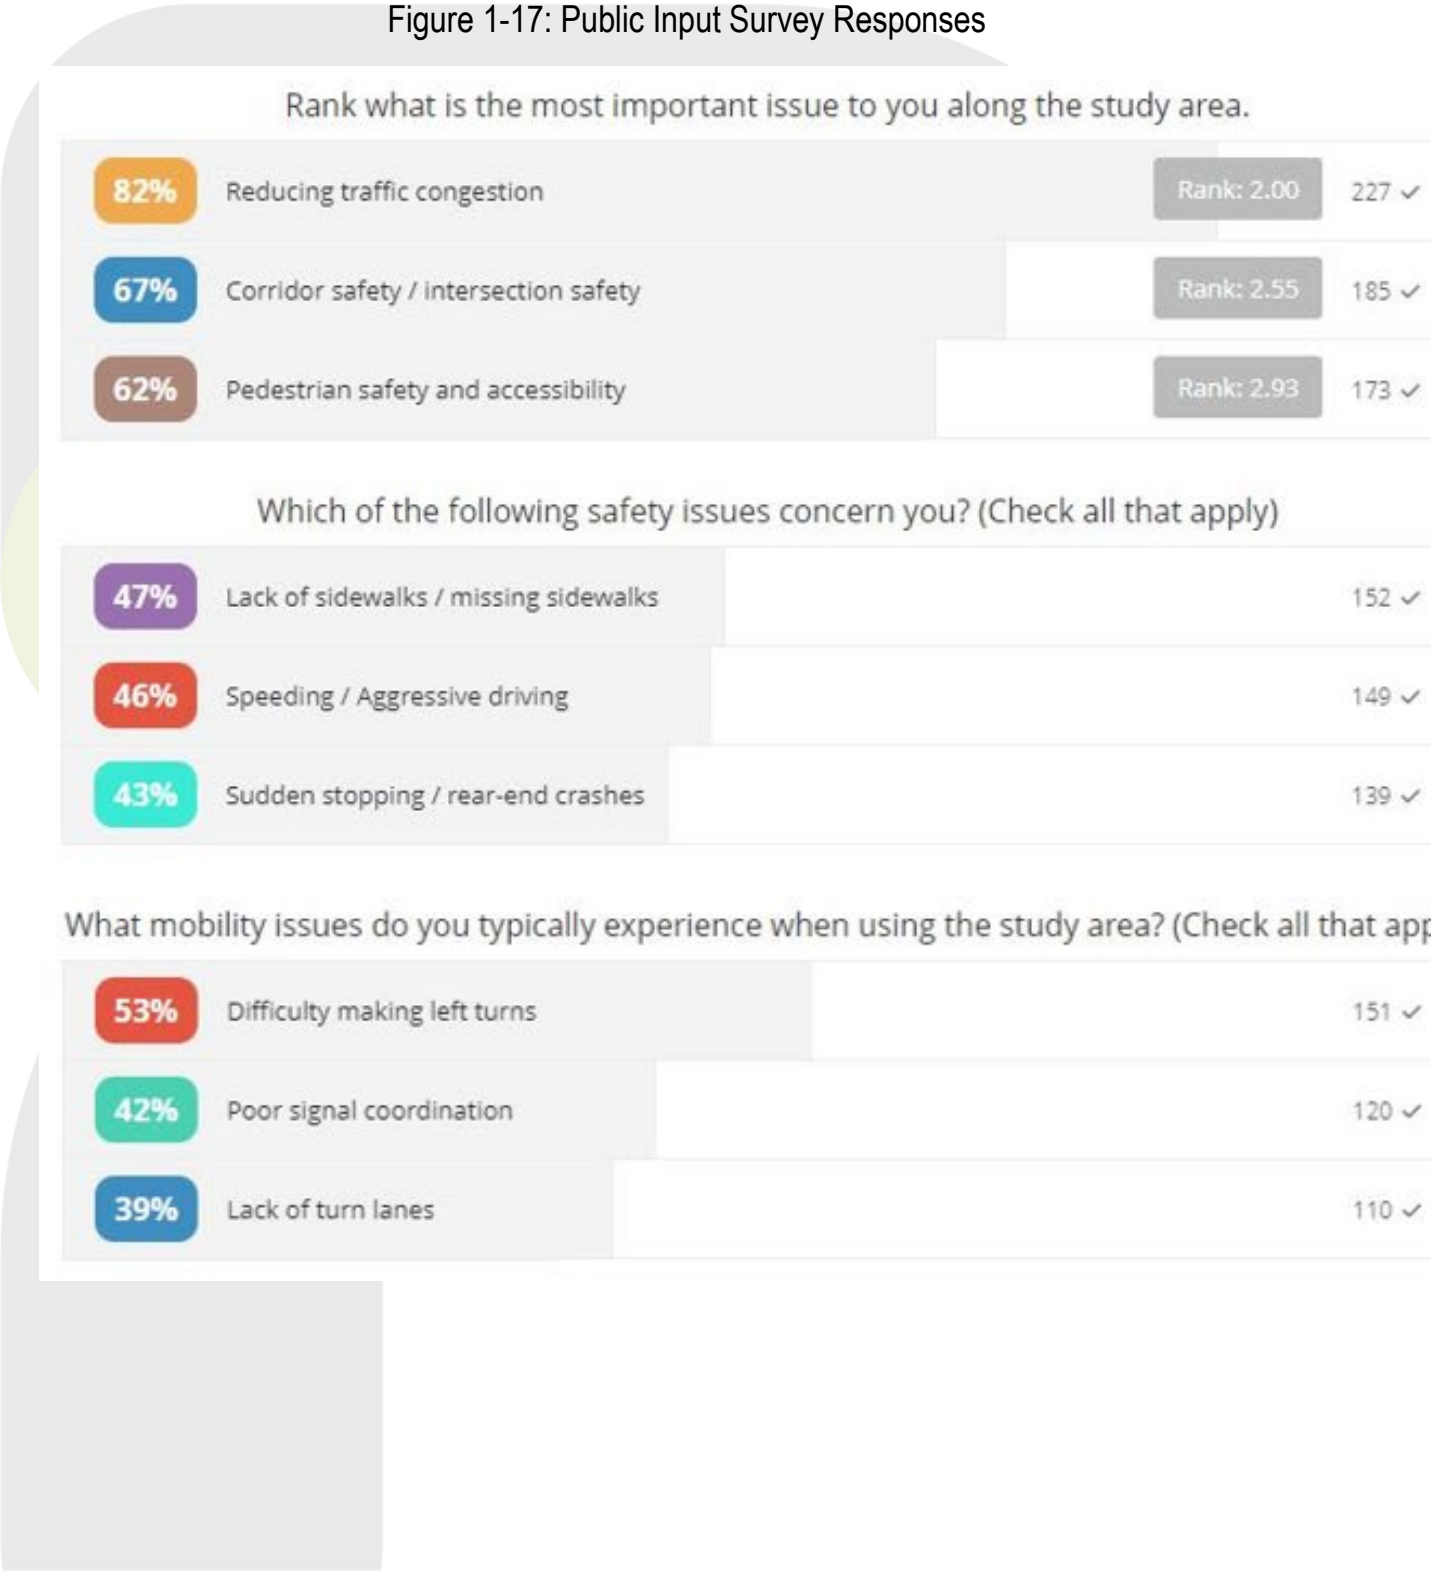 Figure 1-17: Public Input Survey Responses
Rank what is the most important issue to you along the study area.
82% Reducing traffic congestion Rank: 2.00 227 ✓
67% Corridor safety / intersection safety Rank: 2.55 185 ✓
62% Pedestrian safety and accessibility Rank: 2.93 173 ✓
Which of the following safety issues concern you? (Check all that apply)
47% Lack of sidewalks / missing sidewalks 152 ✓
46% Speeding / Aggressive driving 149 ✓
43% Sudden stopping / rear-end crashes 139 ✓
What mobility issues do you typically experience when using the study area? (Check all that app
53% Difficulty making left turns 151 ✓
42% Poor signal coordination 120 ✓
39% Lack of turn lanes 110 ✓